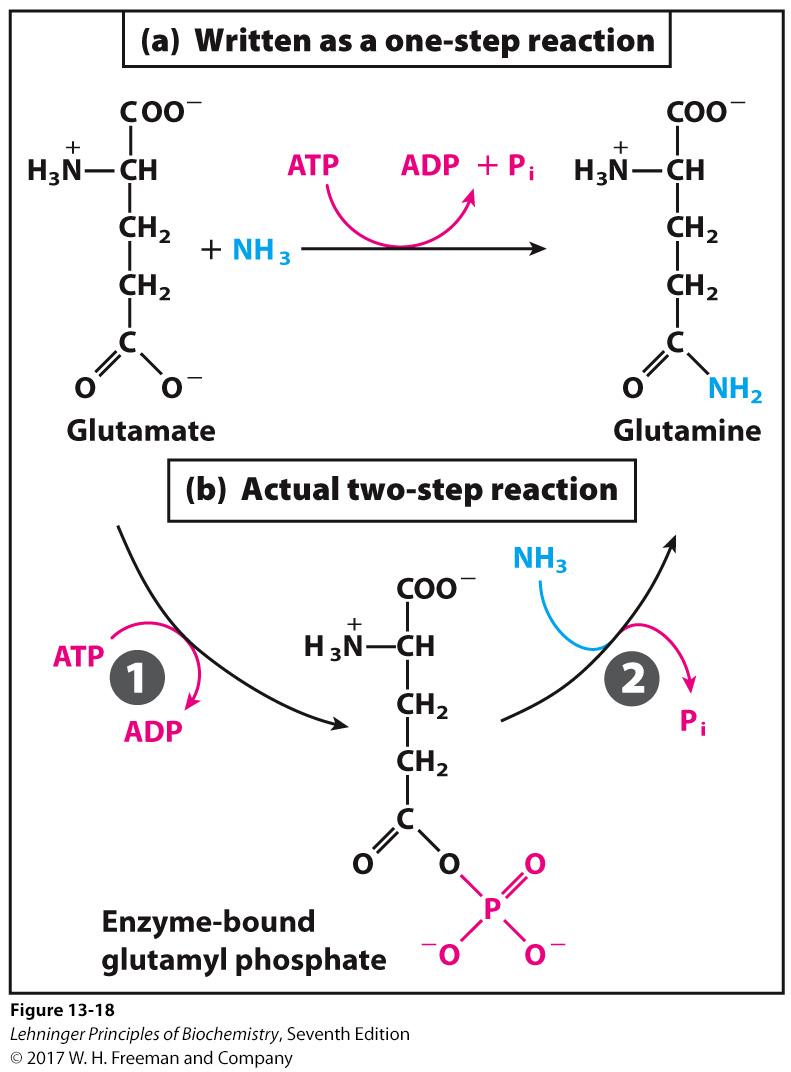 (a) Written as a one-step reaction
COO⁻
H₃N⁺—CH
CH₂
CH₂
C
O O⁻
Glutamate
+ NH₃
ATP ADP + Pᵢ
COO⁻
H₃N⁺—CH
CH₂
CH₂
C
O NH₂
Glutamine
(b) Actual two-step reaction
ATP
1
ADP
COO⁻
H₃N⁺—CH
CH₂
CH₂
C
O O
O
P
⁻O O⁻
Enzyme-bound
glutamyl phosphate
NH₃
2
Pᵢ
Figure 13-18
Lehninger Principles of Biochemistry, Seventh Edition
© 2017 W. H. Freeman and Company